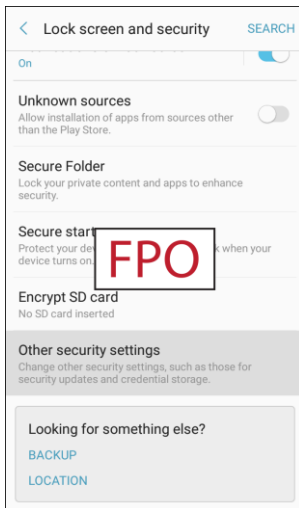 Lock screen and security SEARCH
On
Unknown sources
Allow installation of apps from sources other
than the Play Store.
Secure Folder
Lock your private content and apps to enhance
security.
Secure start
Protect your when your
device turns on.
FPO
Encrypt SD card
No SD card inserted
Other security settings
Change other security settings, such as those for
security updates and credential storage.
Looking for something else?
BACKUP
LOCATION